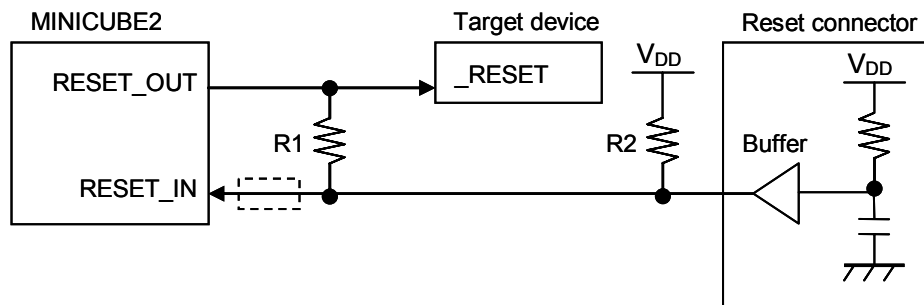 MINICUBE2
Target device
Reset connector
RESET_OUT
_RESET
VDD
VDD
R1
R2
Buffer
RESET_IN